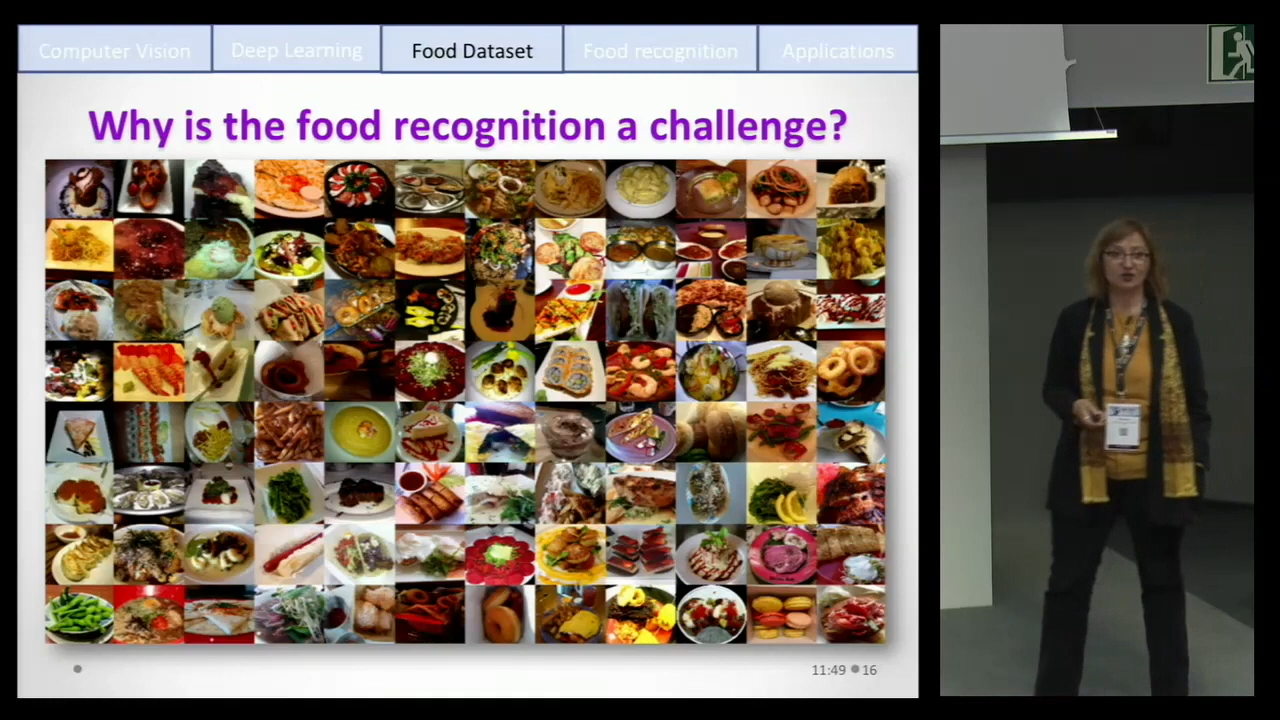 Computer Vision
Deep Learning
Food Dataset
Food recognition
Applications
Why is the food recognition a challenge?
11:49
16